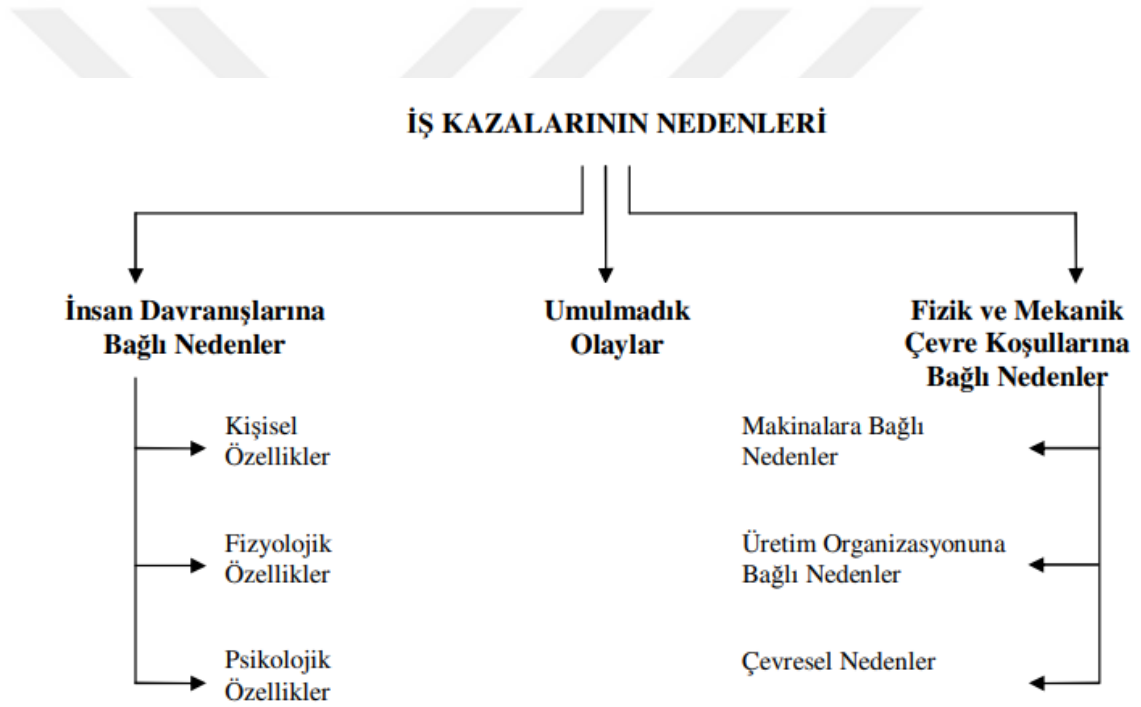 İŞ KAZALARININ NEDENLERİ
İnsan Davranışlarına
Bağlı Nedenler
Umulmadık
Olaylar
Fizik ve Mekanik
Çevre Koşullarına
Bağlı Nedenler
Kişisel
Özellikler
Fizyolojik
Özellikler
Psikolojik
Özellikler
Makinalara Bağlı
Nedenler
Üretim Organizasyonuna
Bağlı Nedenler
Çevresel Nedenler